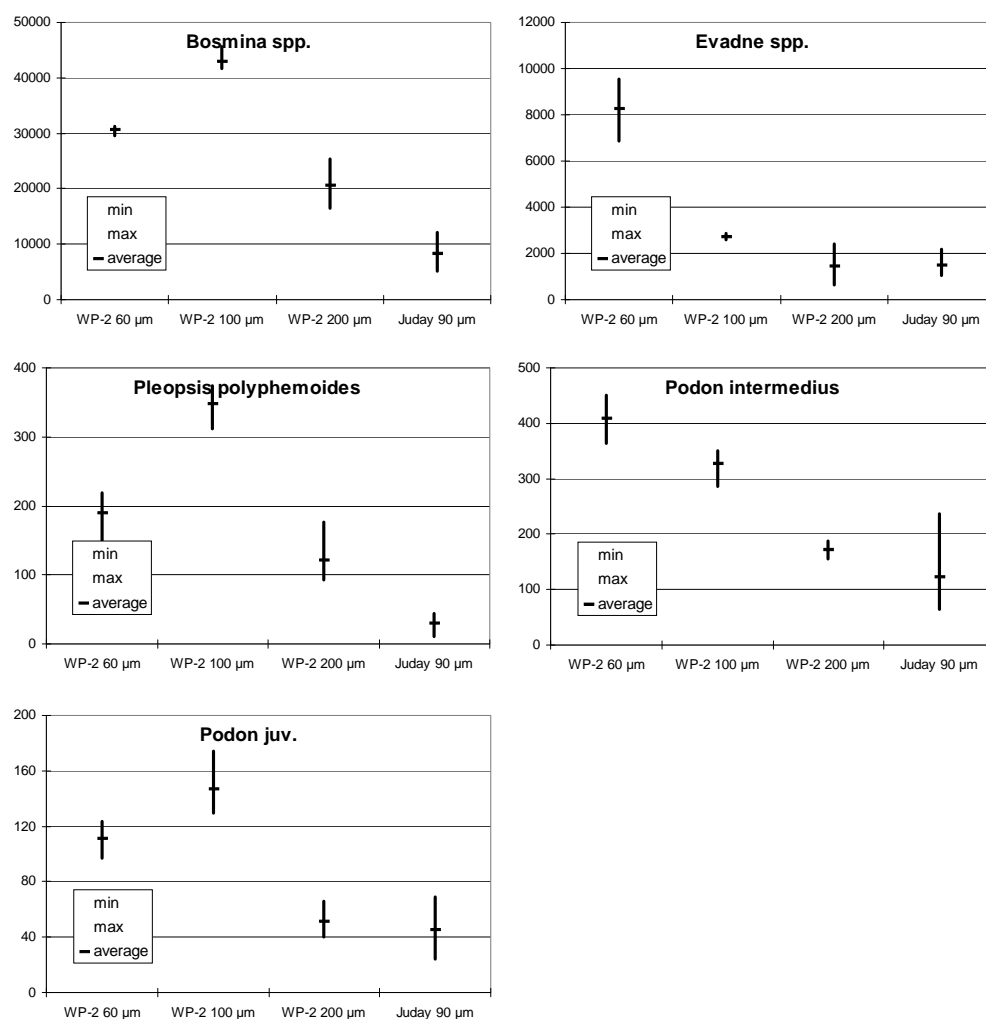 Bosmina spp.
50000
40000
30000
20000
10000
0
min
max
average
WP-2 60 µm WP-2 100 µm WP-2 200 µm Juday 90 µm
Evadne spp.
12000
10000
8000
6000
4000
2000
0
min
max
average
WP-2 60 µm WP-2 100 µm WP-2 200 µm Juday 90 µm
Pleopsis polyphemoides
400
300
200
100
0
min
max
average
WP-2 60 µm WP-2 100 µm WP-2 200 µm Juday 90 µm
Podon intermedius
500
400
300
200
100
0
min
max
average
WP-2 60 µm WP-2 100 µm WP-2 200 µm Juday 90 µm
Podon juv.
200
160
120
80
40
0
min
max
average
WP-2 60 µm WP-2 100 µm WP-2 200 µm Juday 90 µm